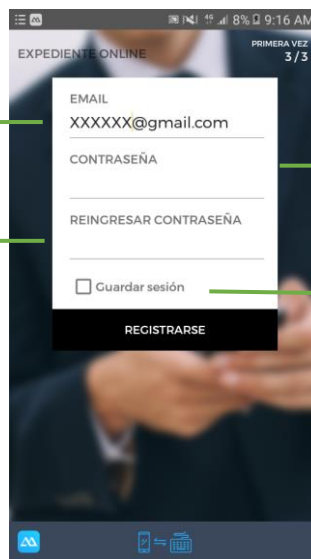 8% 9:16 AM
EXPEDIENTE ONLINE
PRIMERA VEZ
3/3
EMAIL
XXXXXX@gmail.com
CONTRASEÑA
REINGRESAR CONTRASEÑA
Guardar sesión
REGISTRARSE